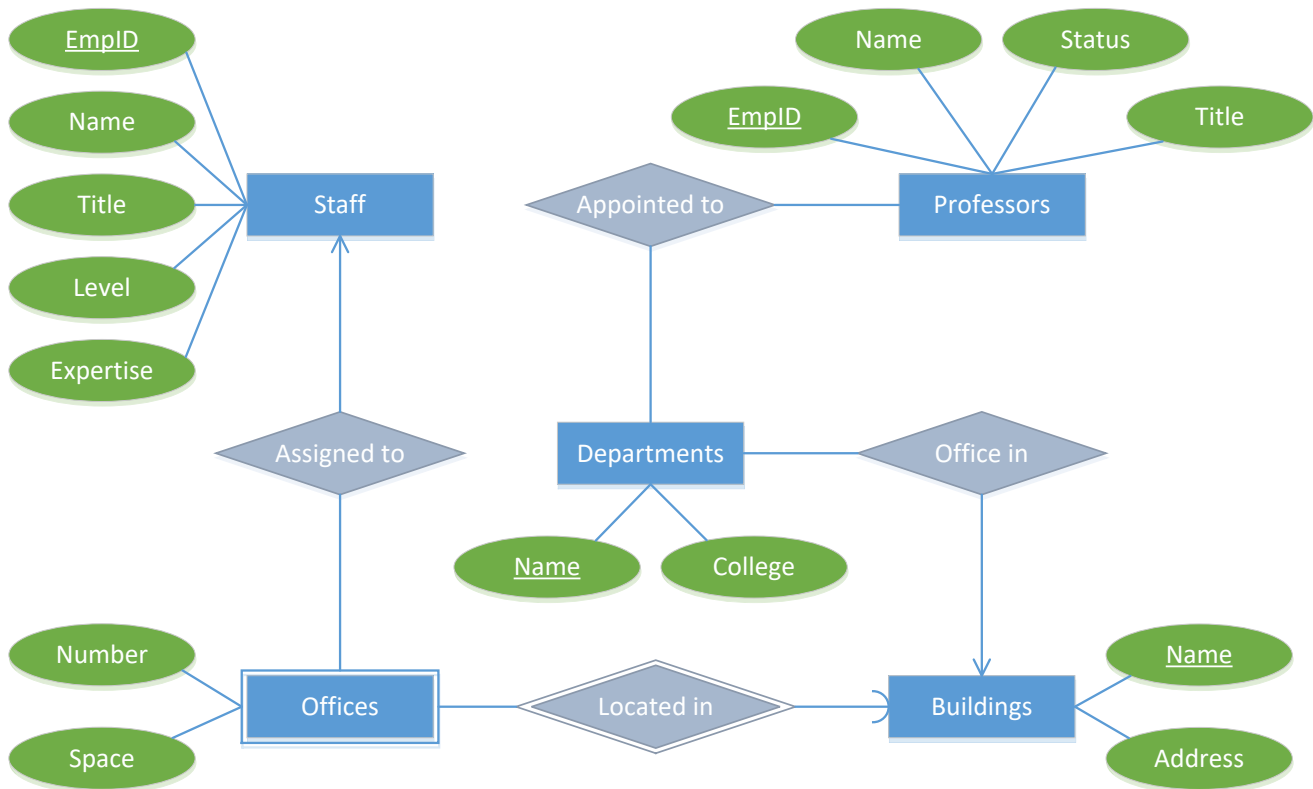 EmpID
Name
Status
Name
EmpID
Title
Title
Staff
Appointed to
Professors
Level
Expertise
Assigned to
Departments
Office in
Name
College
Number
Name
Offices
Located in
Buildings
Space
Address